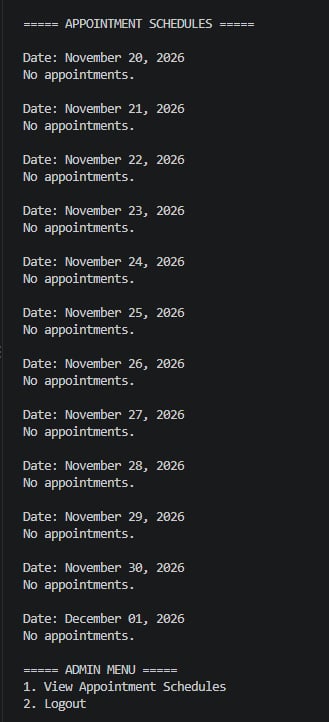 ===== APPOINTMENT SCHEDULES =====
Date: November 20, 2026
No appointments.
Date: November 21, 2026
No appointments.
Date: November 22, 2026
No appointments.
Date: November 23, 2026
No appointments.
Date: November 24, 2026
No appointments.
Date: November 25, 2026
No appointments.
Date: November 26, 2026
No appointments.
Date: November 27, 2026
No appointments.
Date: November 28, 2026
No appointments.
Date: November 29, 2026
No appointments.
Date: November 30, 2026
No appointments.
Date: December 01, 2026
No appointments.
===== ADMIN MENU =====
1. View Appointment Schedules
2. Logout